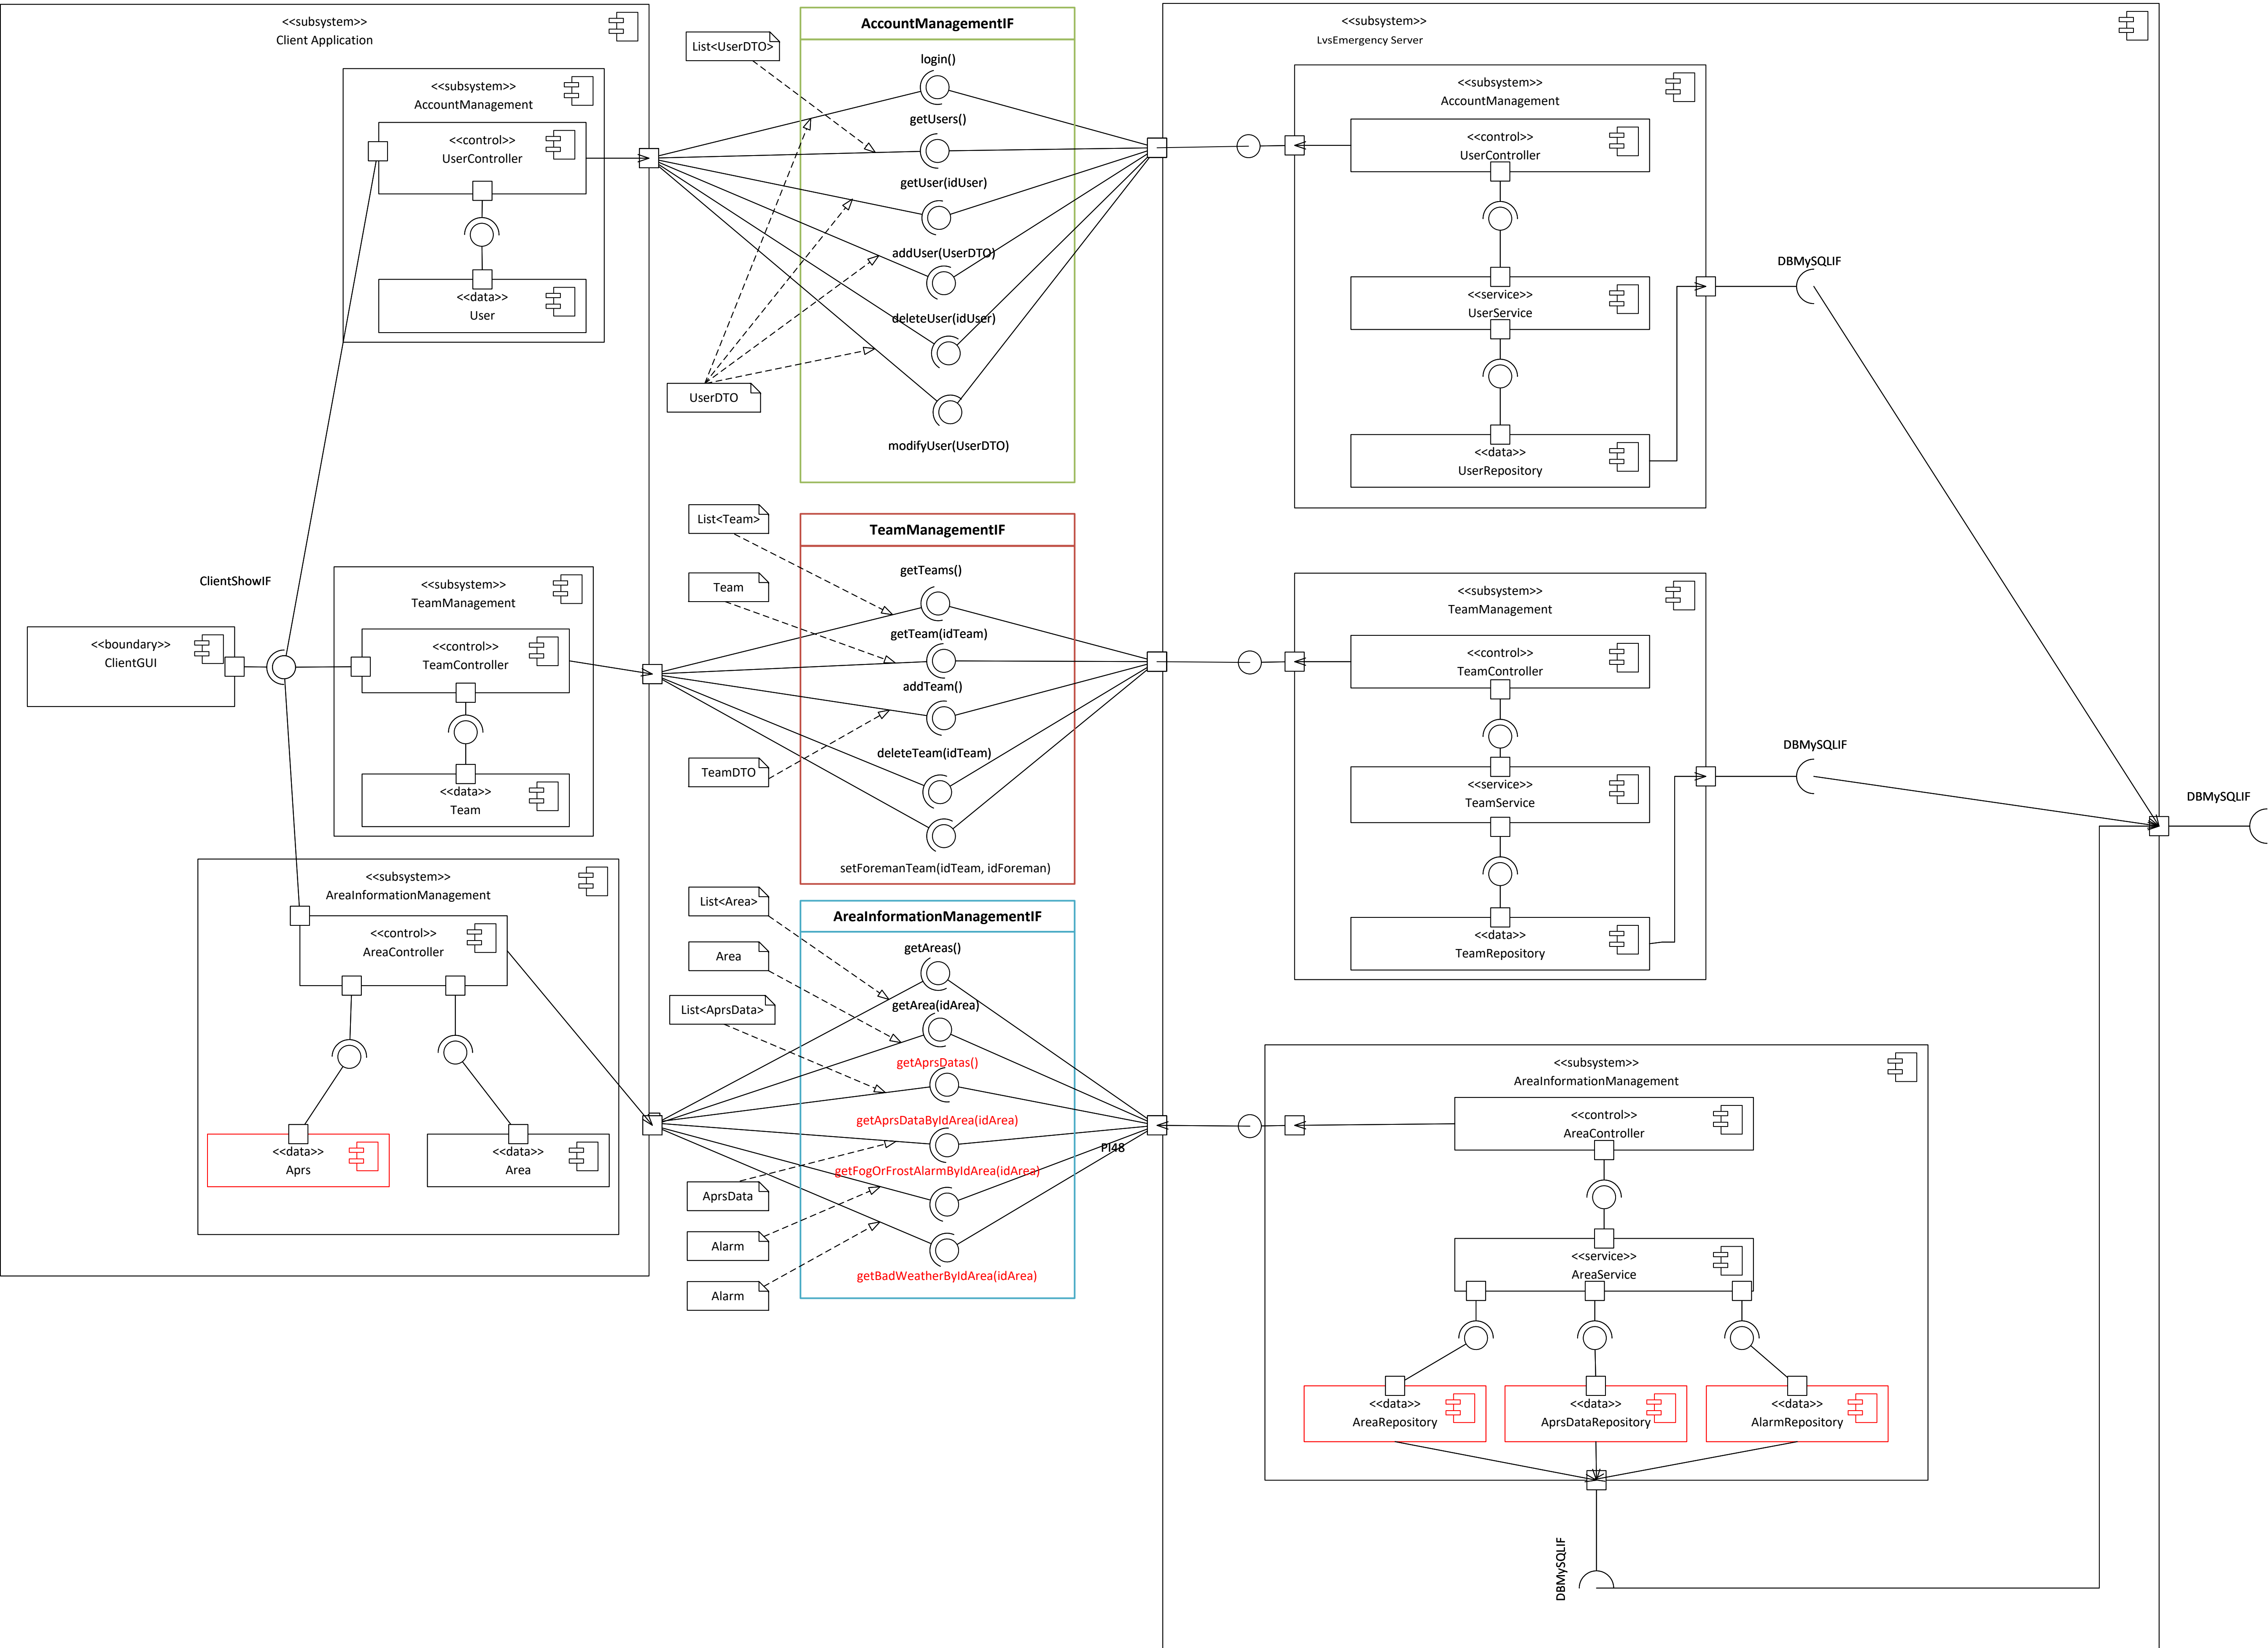 <<subsystem>>
Client Application
<<subsystem>>
AccountManagement
<<control>>
UserController
<<data>>
User
ClientShowIF
<<boundary>>
ClientGUI
<<subsystem>>
TeamManagement
<<control>>
TeamController
<<data>>
Team
<<subsystem>>
AreaInformationManagement
<<control>>
AreaController
<<data>>
Aprs
<<data>>
Area
List<UserDTO>
UserDTO
AccountManagementIF
login()
getUsers()
getUser(idUser)
addUser(UserDTO)
deleteUser(idUser)
modifyUser(UserDTO)
List<Team>
Team
TeamDTO
TeamManagementIF
getTeams()
getTeam(idTeam)
addTeam()
deleteTeam(idTeam)
setForemanTeam(idTeam, idForeman)
List<Area>
Area
List<AprsData>
AprsData
Alarm
Alarm
AreaInformationManagementIF
getAreas()
getArea(idArea)
getAprsDatas()
getAprsDataByIdArea(idArea)
getFogOrFrostAlarmByIdArea(idArea)
getBadWeatherByIdArea(idArea)
PI48
<<subsystem>>
LvsEmergency Server
<<subsystem>>
AccountManagement
<<control>>
UserController
<<service>>
UserService
<<data>>
UserRepository
DBMySQLIF
<<subsystem>>
TeamManagement
<<control>>
TeamController
<<service>>
TeamService
<<data>>
TeamRepository
DBMySQLIF
DBMySQLIF
<<subsystem>>
AreaInformationManagement
<<control>>
AreaController
<<service>>
AreaService
<<data>>
AreaRepository
<<data>>
AprsDataRepository
<<data>>
AlarmRepository
DBMySQLIF